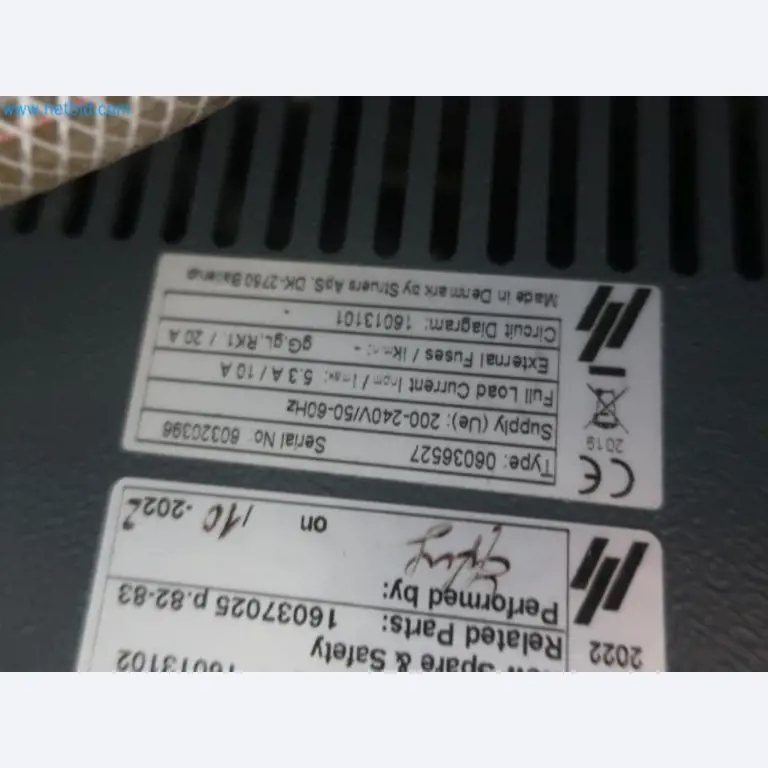 www.netbid.com
16013102
Spare & Safety
2022
Related Parts: 16037025 p.82-83
Performed by:
on /10-2022
CE
2019
Type: 06036527 Serial No: 60320396
Supply (Ue): 200-240V/50-60Hz
Full Load Current / Imax: 5.3 A / 10 A
External Fuses / - gG,gL,RK1 / 20 A
Circuit Diagram: 16013101 -
Made in Denmark by Struers ApS, DK-2750 Ballerup